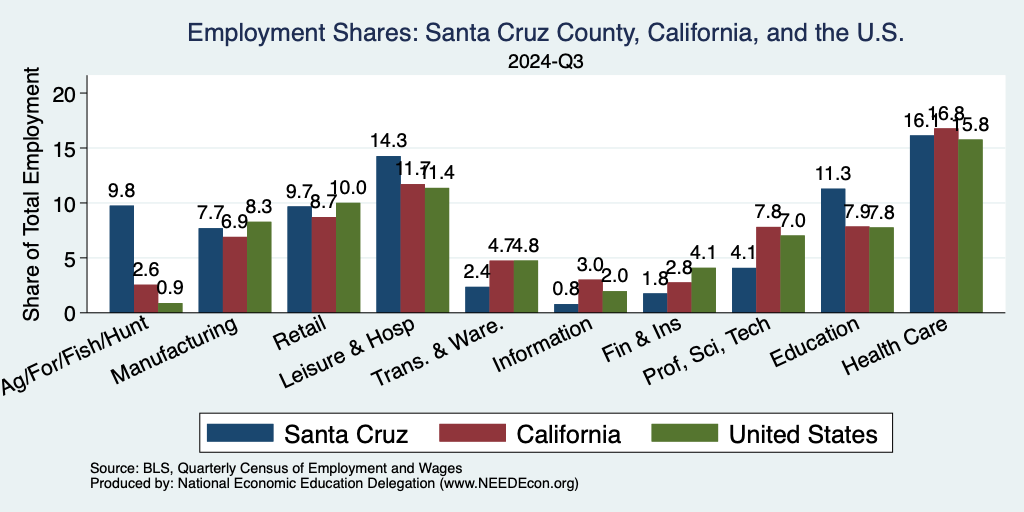 Employment Shares: Santa Cruz County, California, and the U.S.
2024-Q3
Share of Total Employment
20
15
10
5
0
9.8
2.6
0.9
7.7
6.9
8.3
9.7
8.7
10.0
14.3
11.7
11.4
2.4
4.7
4.8
0.8
3.0
2.0
1.8
2.8
4.1
4.1
7.8
7.0
11.3
7.9
7.8
16.1
16.8
15.8
Ag/For/Fish/Hunt
Manufacturing
Retail
Leisure & Hosp
Trans. & Ware.
Information
Fin & Ins
Prof, Sci, Tech
Education
Health Care
Santa Cruz
California
United States
Source: BLS, Quarterly Census of Employment and Wages
Produced by: National Economic Education Delegation (www.NEEDEcon.org)